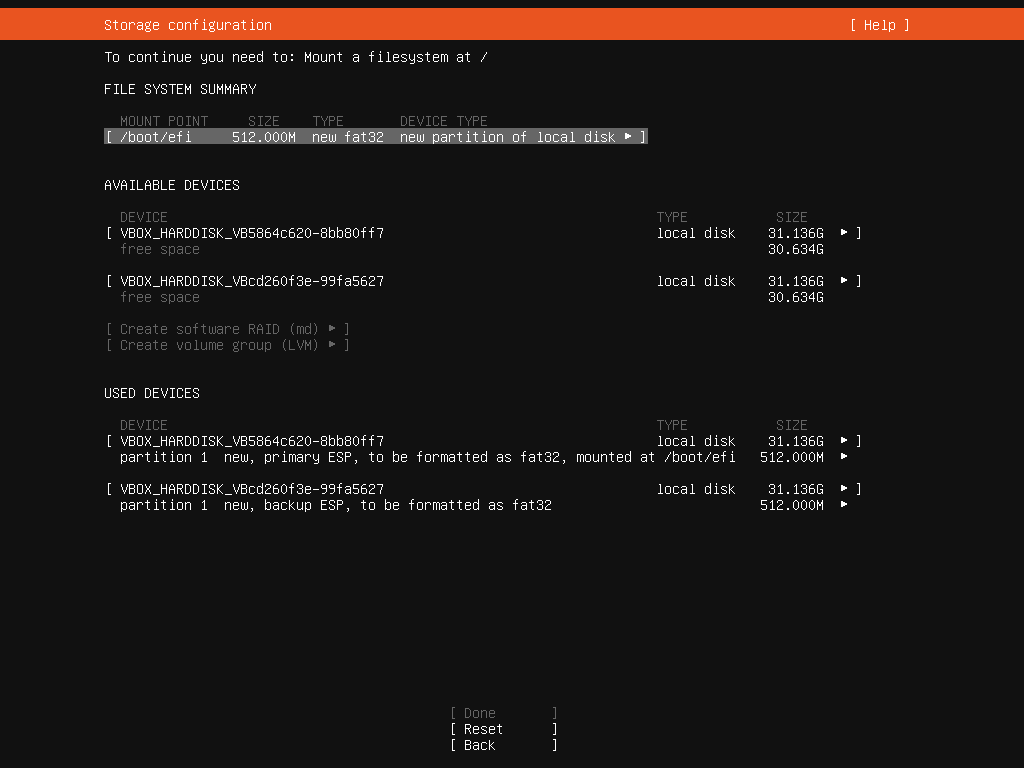 Storage configuration [ Help ]
To continue you need to: Mount a filesystem at /
FILE SYSTEM SUMMARY
MOUNT POINT SIZE TYPE DEVICE TYPE
[ /boot/efi 512.000M new fat32 new partition of local disk ▸ ]
AVAILABLE DEVICES
DEVICE TYPE SIZE
[ VBOX_HARDDISK_VB5864c620-8bb80ff7 local disk 31.136G ▸ ]
free space 30.634G
[ VBOX_HARDDISK_VBcd260f3e-99fa5627 local disk 31.136G ▸ ]
free space 30.634G
[ Create software RAID (md) ▸ ]
[ Create volume group (LVM) ▸ ]
USED DEVICES
DEVICE TYPE SIZE
[ VBOX_HARDDISK_VB5864c620-8bb80ff7 local disk 31.136G ▸ ]
partition 1 new, primary ESP, to be formatted as fat32, mounted at /boot/efi 512.000M ▸
[ VBOX_HARDDISK_VBcd260f3e-99fa5627 local disk 31.136G ▸ ]
partition 1 new, backup ESP, to be formatted as fat32 512.000M ▸
[ Done ]
[ Reset ]
[ Back ]